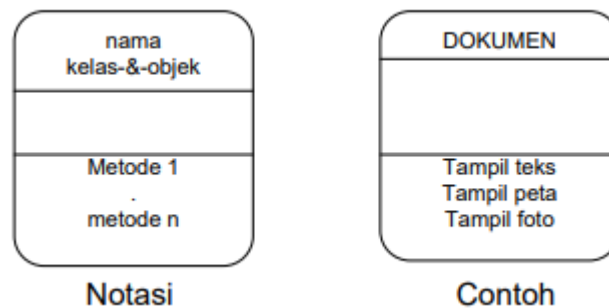 nama
kelas-&-objek
Metode 1
.
metode n
Notasi
DOKUMEN
Tampil teks
Tampil peta
Tampil foto
Contoh